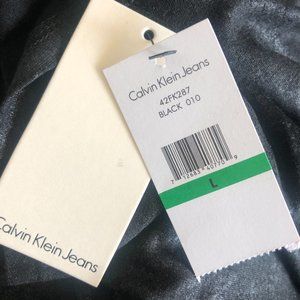 Calvin Klein Jeans
42FK287
BLACK 010
L
Calvin Klein Jeans